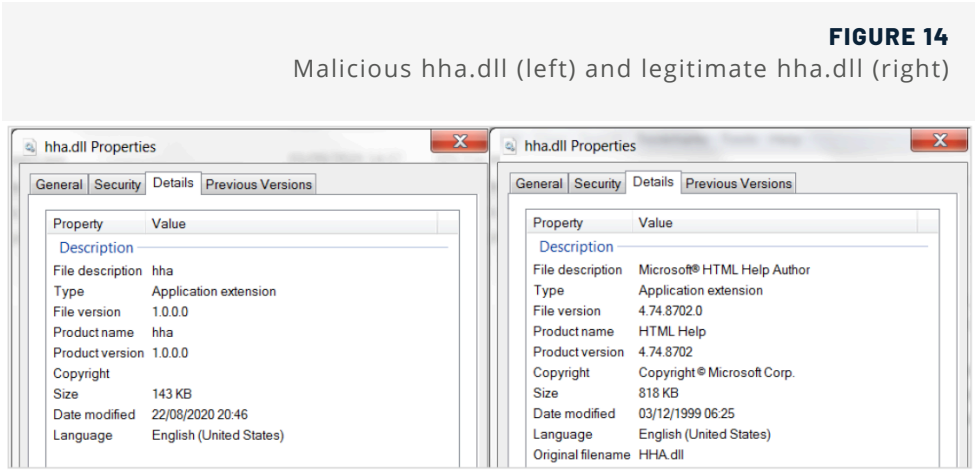 FIGURE 14
Malicious hha.dll (left) and legitimate hha.dll (right)
hha.dll Properties
X
General Security Details Previous Versions
Property Value
Description
File description hha
Type Application extension
File version 1.0.0.0
Product name hha
Product version 1.0.0.0
Copyright
Size 143 KB
Date modified 22/08/2020 20:46
Language English (United States)
hha.dll Properties
X
General Security Details Previous Versions
Property Value
Description
File description Microsoft® HTML Help Author
Type Application extension
File version 4.74.8702.0
Product name HTML Help
Product version 4.74.8702
Copyright Copyright © Microsoft Corp.
Size 818 KB
Date modified 03/12/1999 06:25
Language English (United States)
Original filename HHA.dll